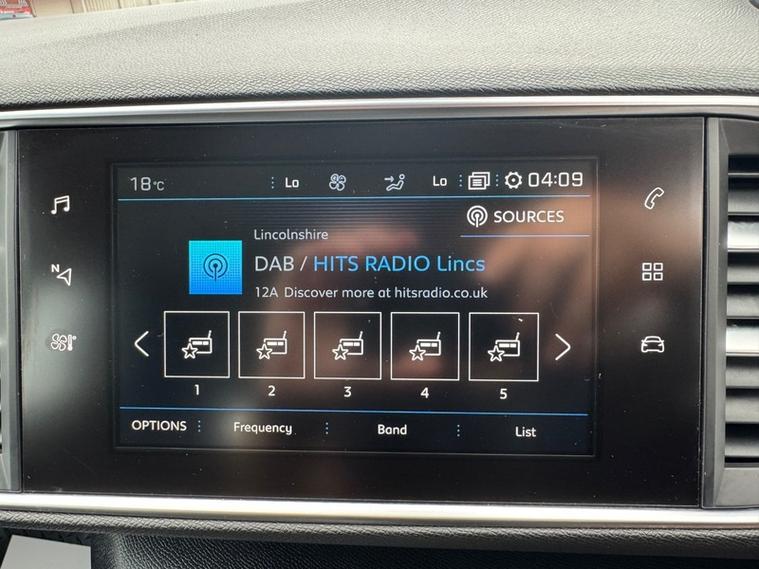 18°C Lo Lo 04:09
SOURCES
Lincolnshire
DAB / HITS RADIO Lincs
12A Discover more at hitsradio.co.uk
1 2 3 4 5
OPTIONS Frequency Band List
N